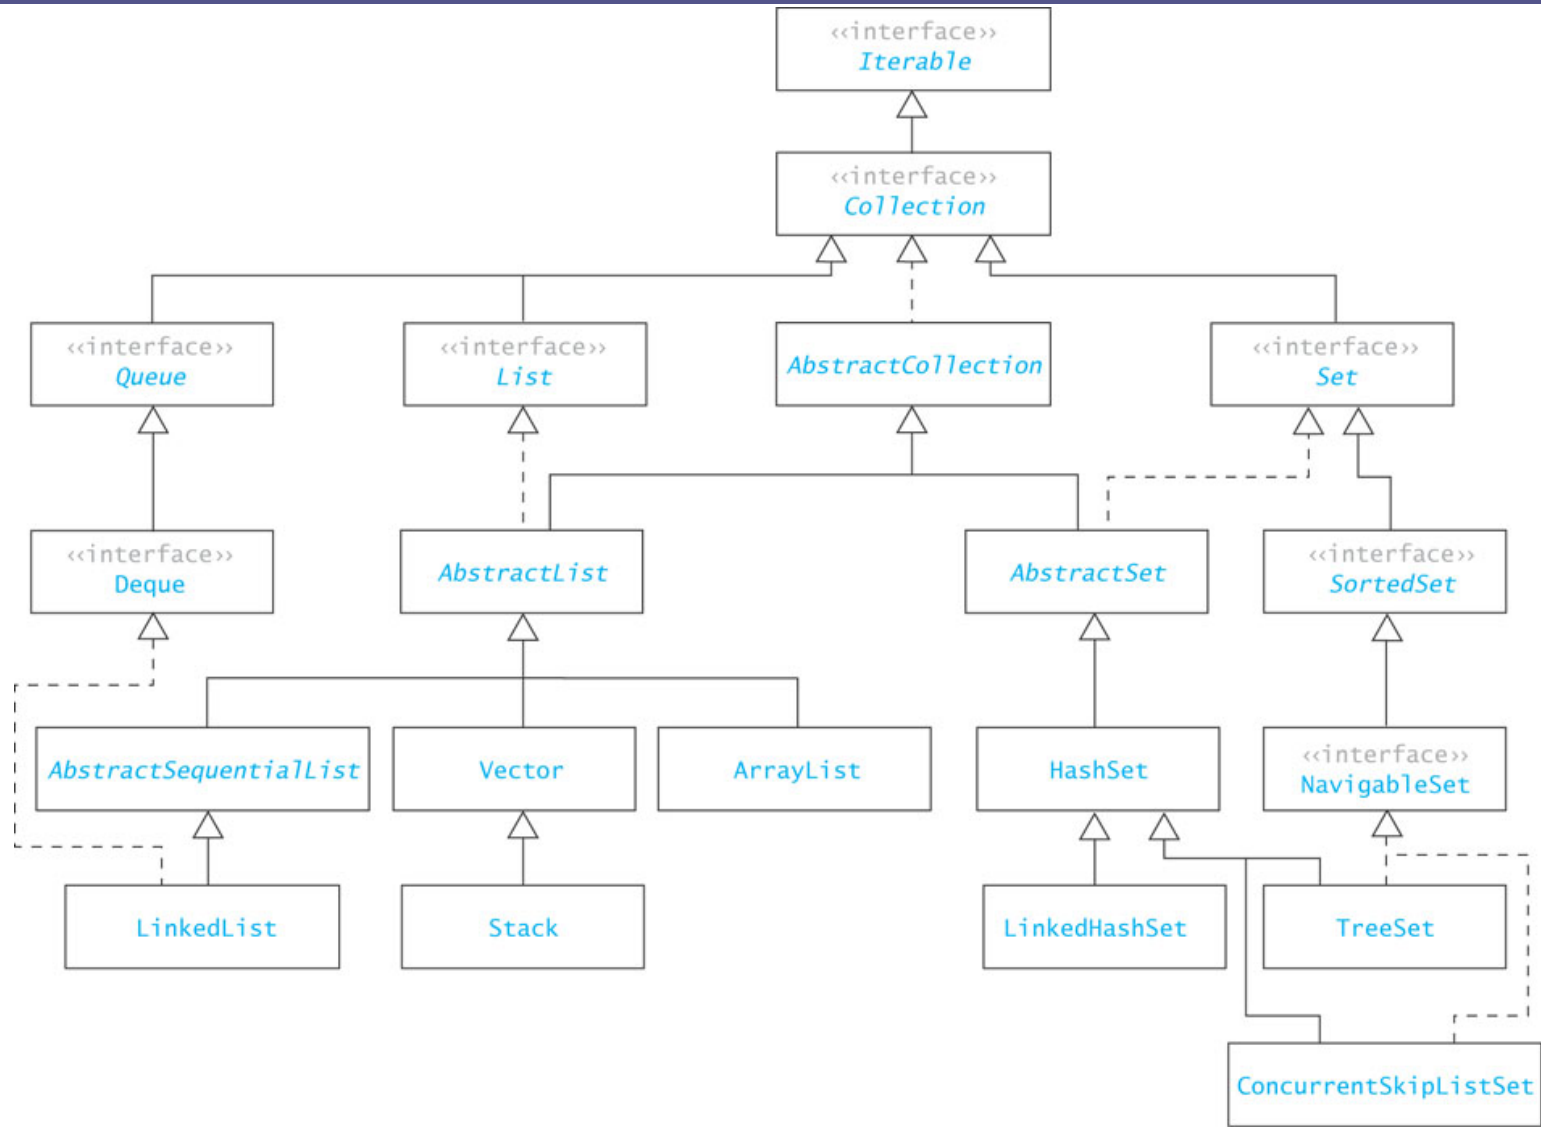 ‹‹interface››
Iterable
‹‹interface››
Collection
‹‹interface››
Queue
‹‹interface››
List
AbstractCollection
‹‹interface››
Set
‹‹interface››
Deque
AbstractList
AbstractSet
‹‹interface››
SortedSet
AbstractSequentialList
Vector
ArrayList
HashSet
‹‹interface››
NavigableSet
LinkedList
Stack
LinkedHashSet
TreeSet
ConcurrentSkipListSet